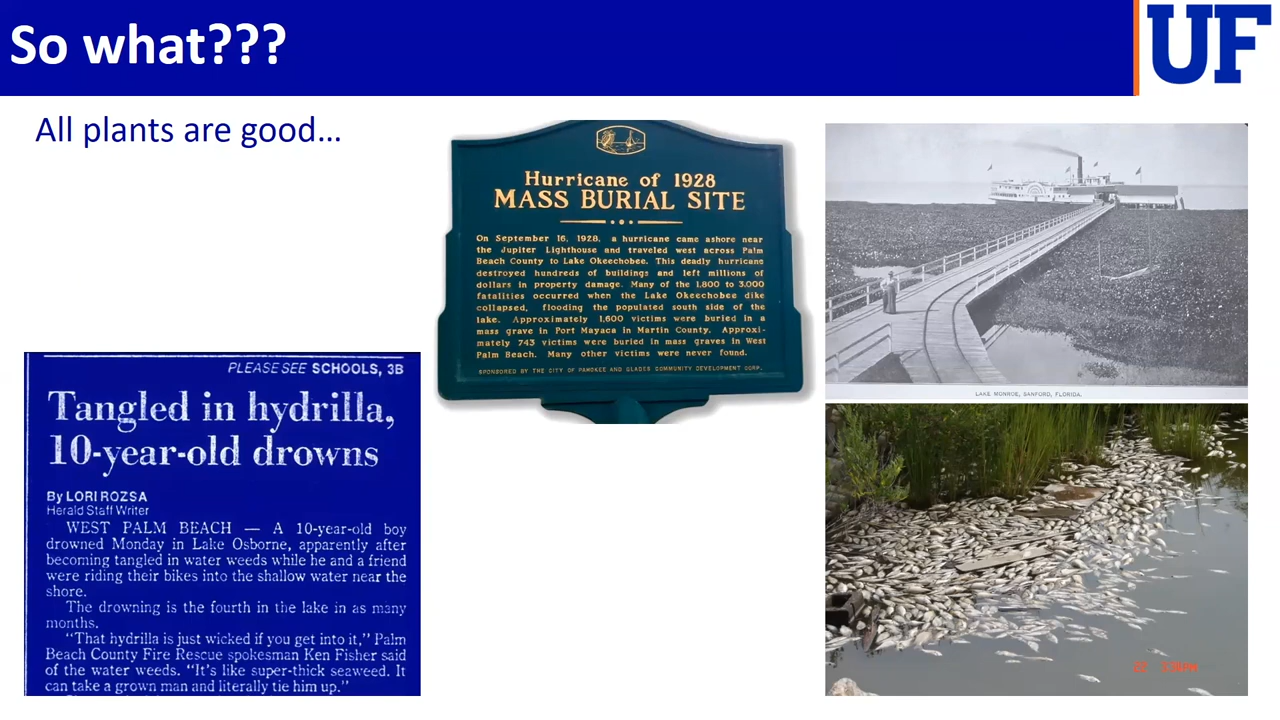 So what???
UF
All plants are good…
Hurricane of 1928
MASS BURIAL SITE
On September 16, 1928, a hurricane came ashore near
the Jupiter Lighthouse and traveled west across Palm
Beach County to Lake Okeechobee. This deadly hurricane
destroyed hundreds of buildings and left millions of
dollars in property damage. Many of the 1,800 to 3,000
fatalities occurred when the Lake Okeechobee dike
collapsed, flooding the populated south side of the
lake. Approximately 1,600 victims were buried in a
mass grave in Port Mayaca in Martin County. Approxi-
mately 743 victims were buried in mass graves in West
Palm Beach. Many other victims were never found.
SPONSORED BY THE CITY OF PAHOKEE AND GLADES COMMUNITY DEVELOPMENT CORP.
LAKE MONROE, SANFORD, FLORIDA.
PLEASE SEE SCHOOLS, 3B
Tangled in hydrilla,
10-year-old drowns
By LORI ROZSA
Herald Staff Writer
WEST PALM BEACH — A 10-year-old boy
drowned Monday in Lake Osborne, apparently after
becoming tangled in water weeds while he and a friend
were riding their bikes into the shallow water near the
shore.
The drowning is the fourth in the lake in as many
months.
"That hydrilla is just wicked if you get into it," Palm
Beach County Fire Rescue spokesman Ken Fisher said
of the water weeds. "It's like super-thick seaweed. It
can take a grown man and literally tie him up."